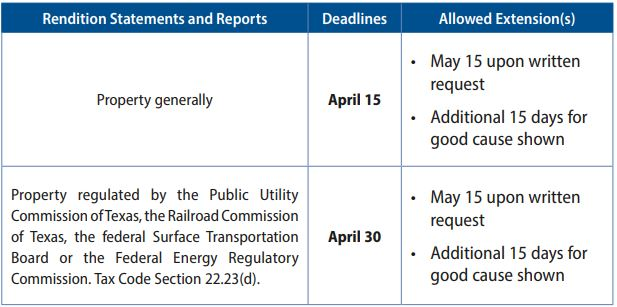 Rendition Statements and Reports
Deadlines
Allowed Extension(s)
Property generally
April 15
• May 15 upon written
request
• Additional 15 days for
good cause shown
Property regulated by the Public Utility
Commission of Texas, the Railroad Commission
of Texas, the federal Surface Transportation
Board or the Federal Energy Regulatory
Commission. Tax Code Section 22.23(d).
April 30
• May 15 upon written
request
• Additional 15 days for
good cause shown